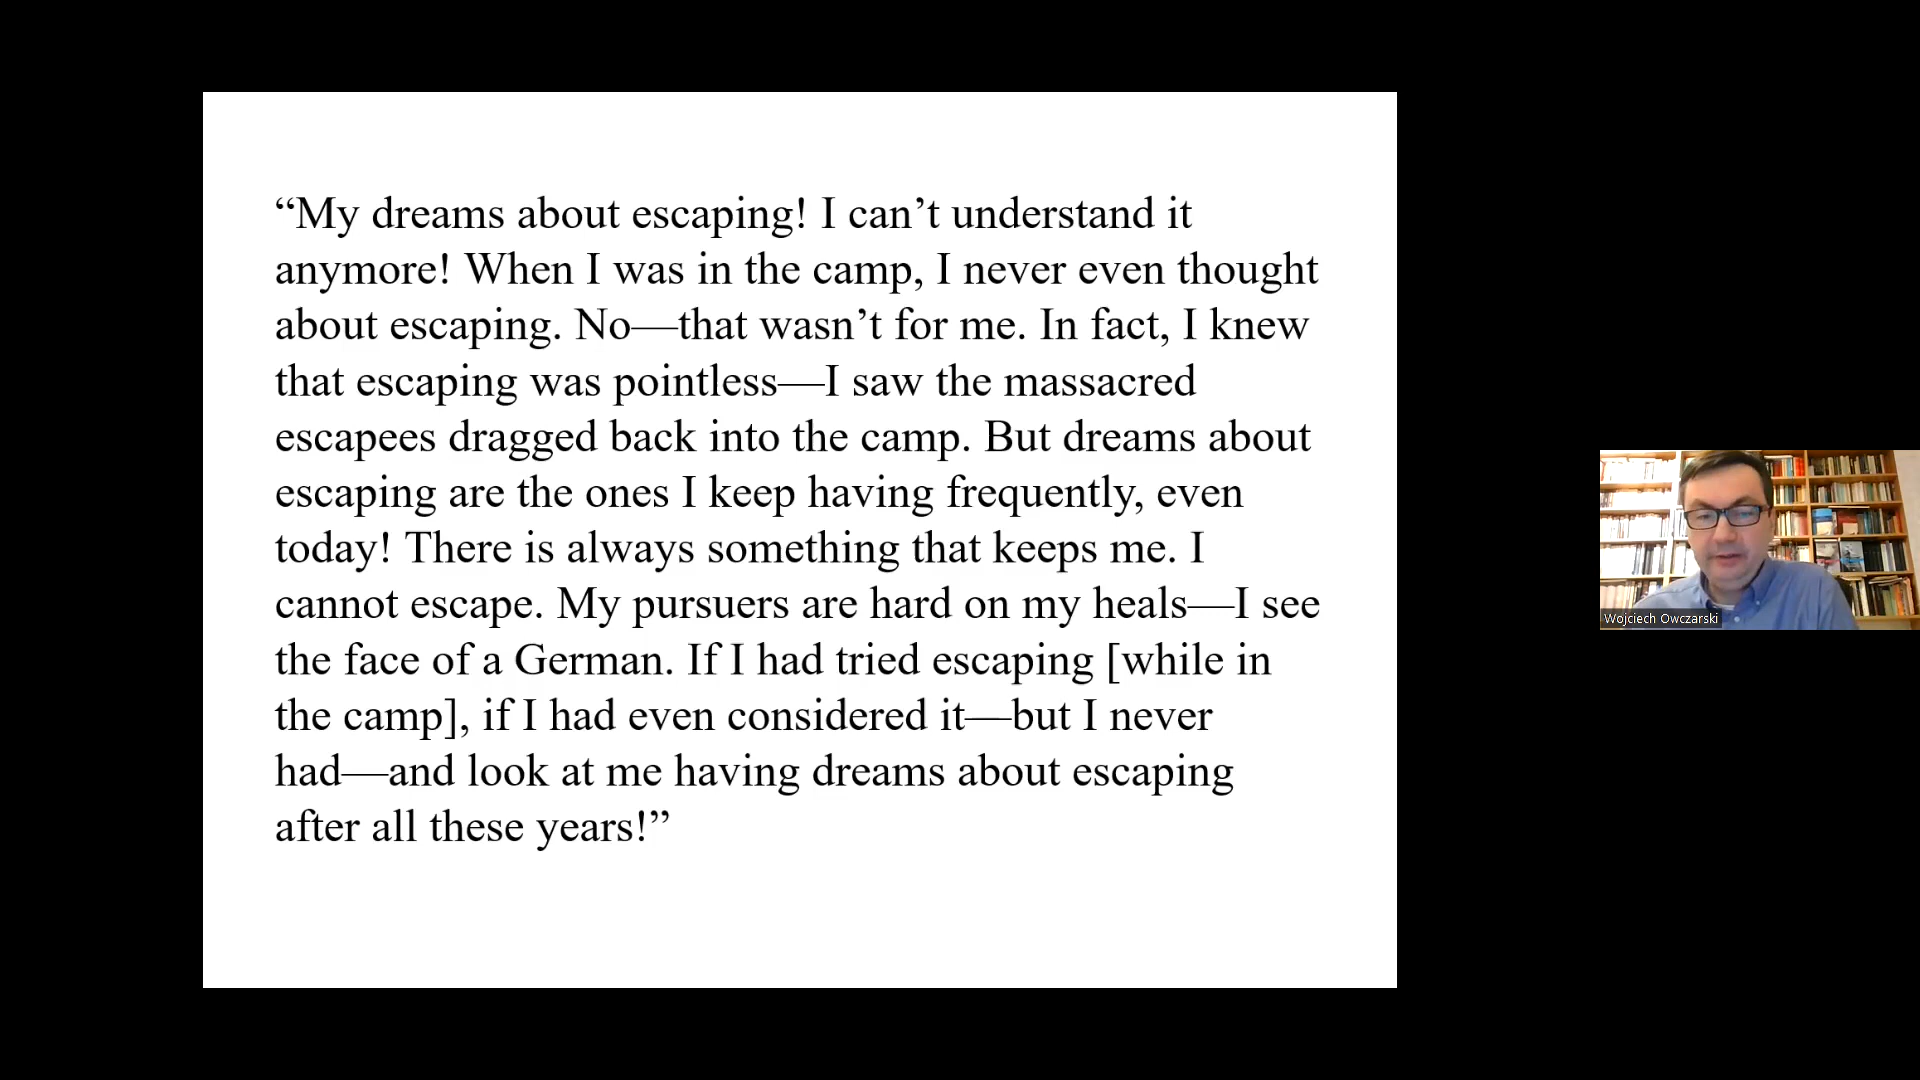 “My dreams about escaping! I can’t understand it
anymore! When I was in the camp, I never even thought
about escaping. No—that wasn’t for me. In fact, I knew
that escaping was pointless—I saw the massacred
escapees dragged back into the camp. But dreams about
escaping are the ones I keep having frequently, even
today! There is always something that keeps me. I
cannot escape. My pursuers are hard on my heals—I see
the face of a German. If I had tried escaping [while in
the camp], if I had even considered it—but I never
had—and look at me having dreams about escaping
after all these years!”
Wojciech Owczarski